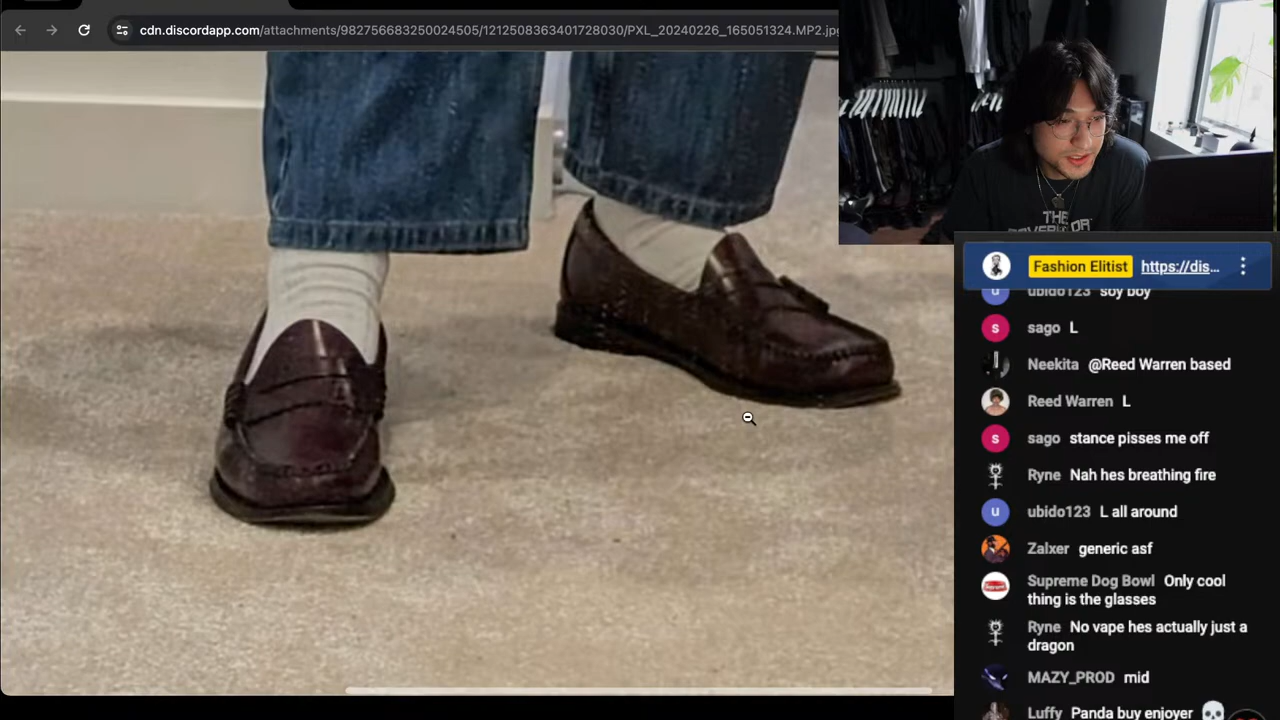 cdn.discordapp.com/attachments/982756683250024505/1212508363401728030/PXL_20240226_165051324.MP2.jpg
THE
Fashion Elitist https://dis...
ubido123 soy boy
sago L
Neekita @Reed Warren based
Reed Warren L
sago stance pisses me off
Ryne Nah hes breathing fire
ubido123 L all around
Zalxer generic asf
Supreme Dog Bowl Only cool
thing is the glasses
Ryne No vape hes actually just a
dragon
MAZY_PROD mid
Luffy Panda buy enjoyer